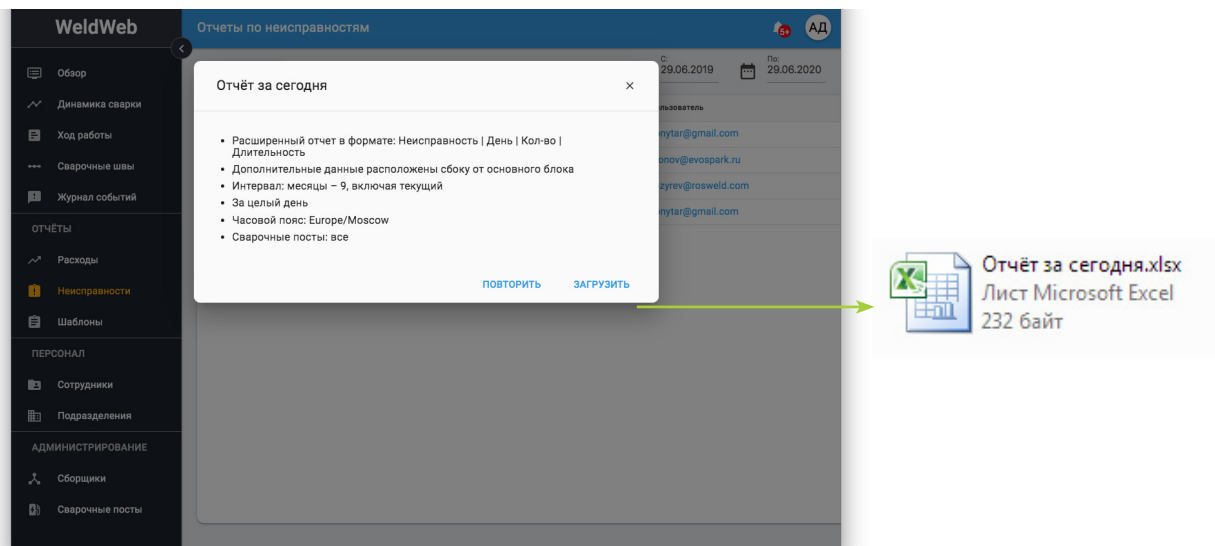 WeldWeb
Отчеты по неисправностям
5+
АД
Обзор
Динамика сварки
Ход работы
Сварочные швы
Журнал событий
ОТЧЁТЫ
Расходы
Неисправности
Шаблоны
ПЕРСОНАЛ
Сотрудники
Подразделения
АДМИНИСТРИРОВАНИЕ
Сборщики
Сварочные посты
С:
29.06.2019
По:
29.06.2020
Отчёт за сегодня
×
• Расширенный отчет в формате: Неисправность | День | Кол-во |
Длительность
• Дополнительные данные расположены сбоку от основного блока
• Интервал: месяцы – 9, включая текущий
• За целый день
• Часовой пояс: Europe/Moscow
• Сварочные посты: все
ПОВТОРИТЬ ЗАГРУЗИТЬ
Отчёт за сегодня.xlsx
Лист Microsoft Excel
232 байт